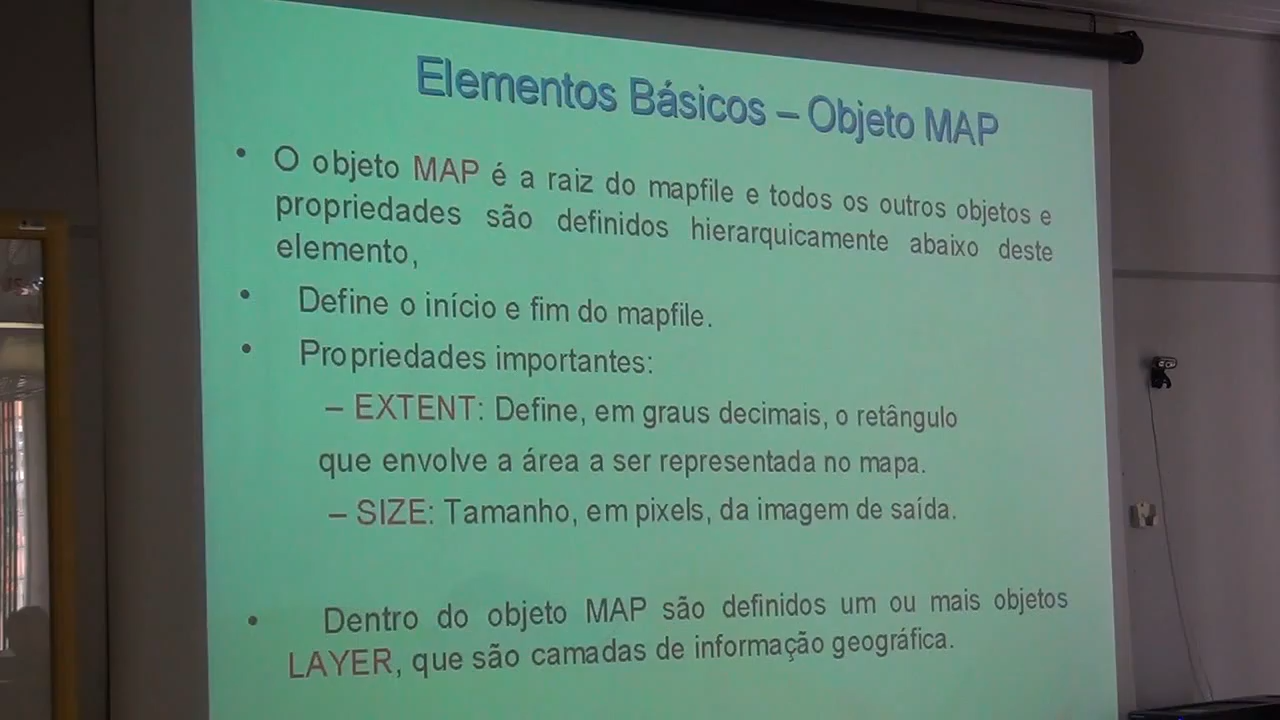 Elementos Básicos – Objeto MAP
• O objeto MAP é a raiz do mapfile e todos os outros objetos e
propriedades são definidos hierarquicamente abaixo deste
elemento,
• Define o início e fim do mapfile.
• Propriedades importantes:
– EXTENT: Define, em graus decimais, o retângulo
que envolve a área a ser representada no mapa.
– SIZE: Tamanho, em pixels, da imagem de saída.
• Dentro do objeto MAP são definidos um ou mais objetos
LAYER, que são camadas de informação geográfica.